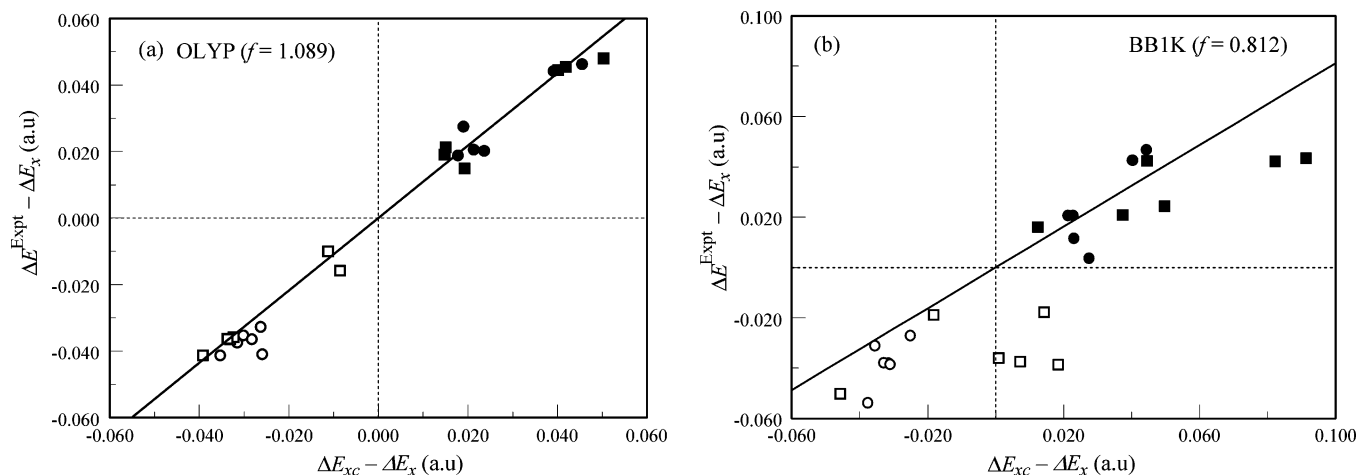 0.060
(a) OLYP (f = 1.089)
0.040
0.020
0.000
-0.020
-0.040
-0.060
ΔE^Expt – ΔE_x (a.u)
-0.060 -0.040 -0.020 0.000 0.020 0.040 0.060
ΔE_xc – ΔE_x (a.u)
0.100
(b) BB1K (f = 0.812)
0.060
0.020
-0.020
-0.060
ΔE^Expt – ΔE_x (a.u)
-0.060 -0.020 0.020 0.060 0.100
ΔE_xc – ΔE_x (a.u)